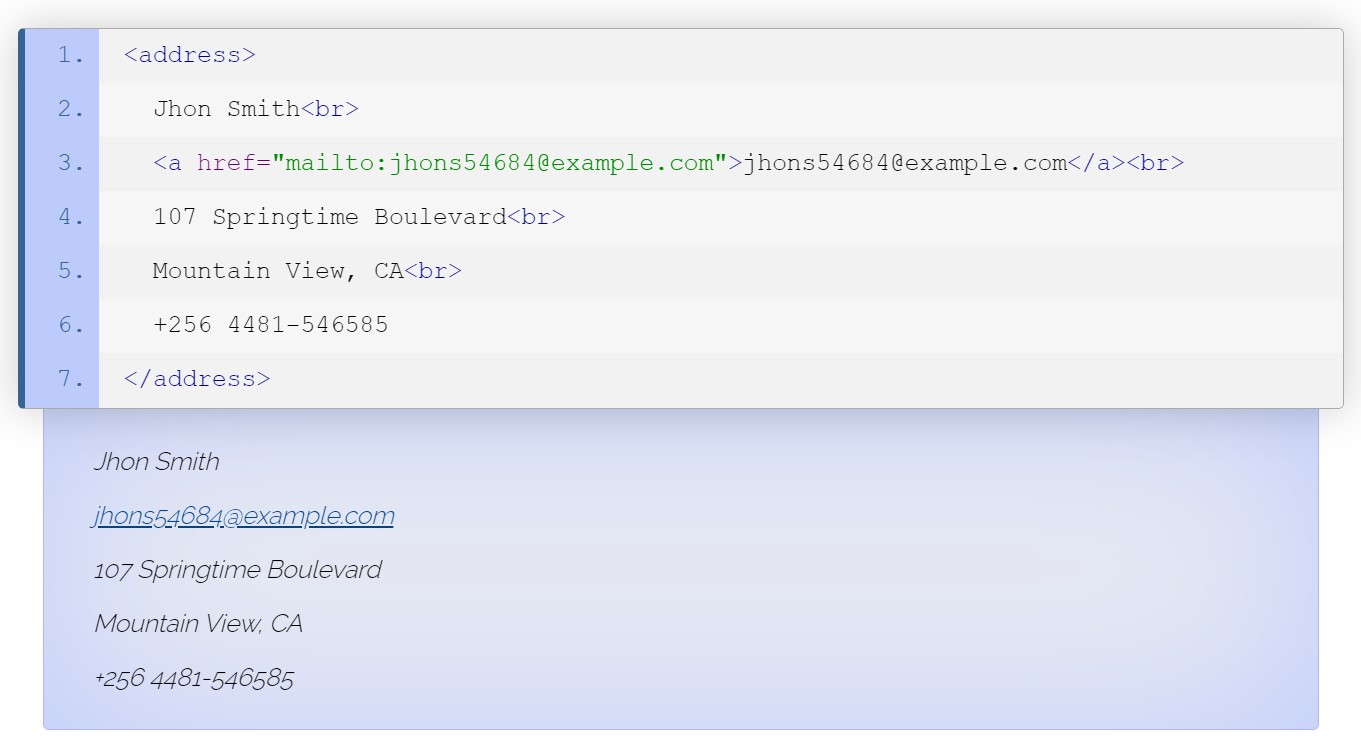 1. <address>
2. Jhon Smith<br>
3. <a href="mailto:jhons54684@example.com">jhons54684@example.com</a><br>
4. 107 Springtime Boulevard<br>
5. Mountain View, CA<br>
6. +256 4481-546585
7. </address>
Jhon Smith
jhons54684@example.com
107 Springtime Boulevard
Mountain View, CA
+256 4481-546585